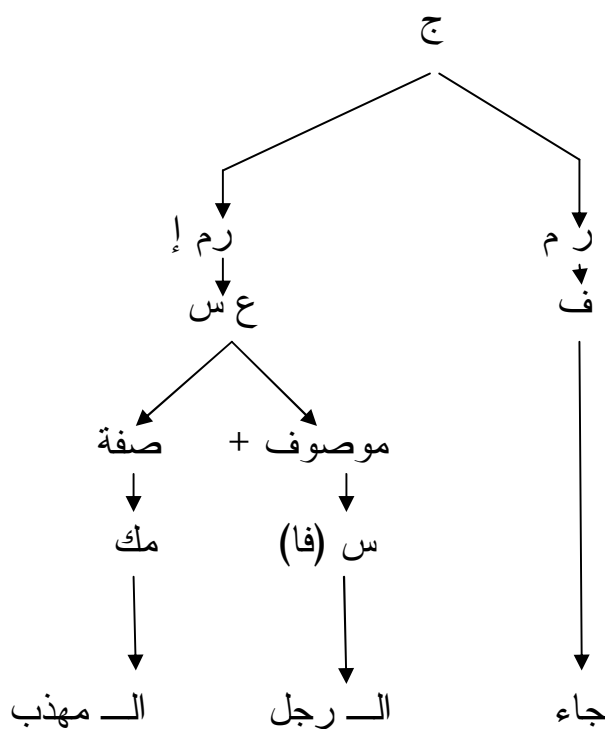 ج
ر م رم إ
ف ع س
موصوف + صفة
س (فا) مك
جاء الــ رجل الــ مهذب